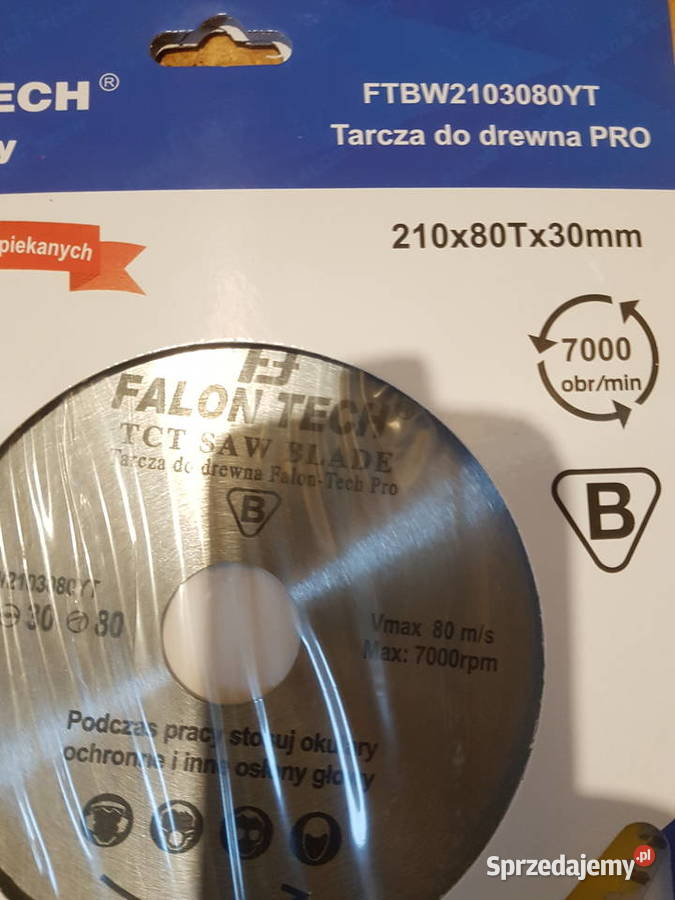 ECH®
FTBW2103080YT
y
Tarcza do drewna PRO
piekanych
210x80Tx30mm
7000
obr/min
B
FALON TECH
TCT SAW BLADE
Tarcza do drewna Falon-Tech Pro
B
2103080YT
30 80
Vmax 80 m/s
Max: 7000rpm
Podczas pracy stosuj okulary
ochronne i inne osłony głowy
Sprzedajemy.pl